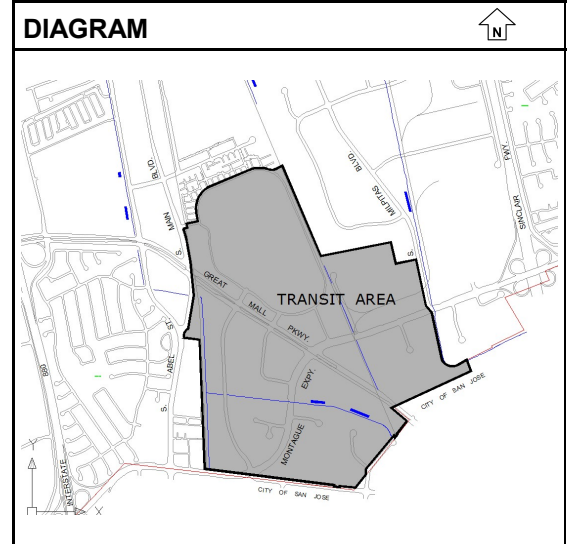 DIAGRAM
N
S. MAIN BLVD.
MILPITAS BLVD.
S.
SINCLAIR FWY.
GREAT MALL PKWY.
TRANSIT AREA
S. ABEL ST
MONTAGUE EXPY.
INTERSTATE 880
CITY OF SAN JOSE
CITY OF SAN JOSE
Y
X